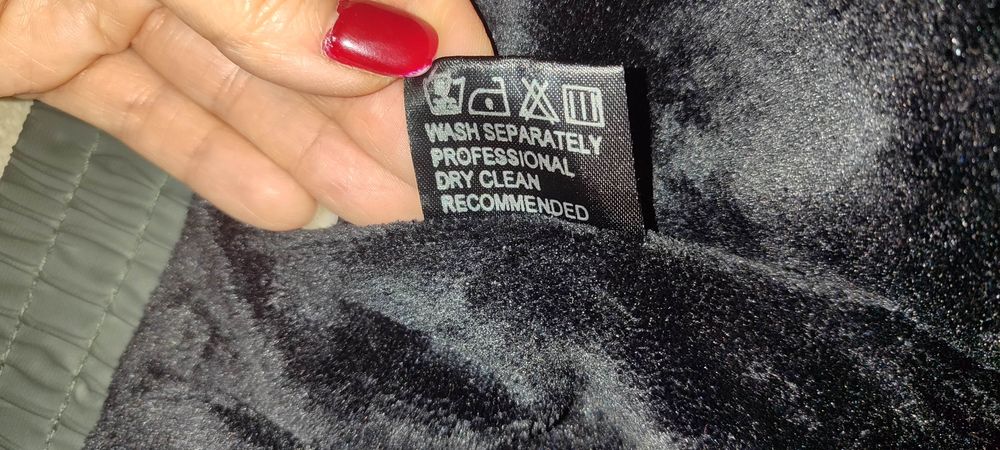 WASH SEPARATELY
PROFESSIONAL
DRY CLEAN
RECOMMENDED